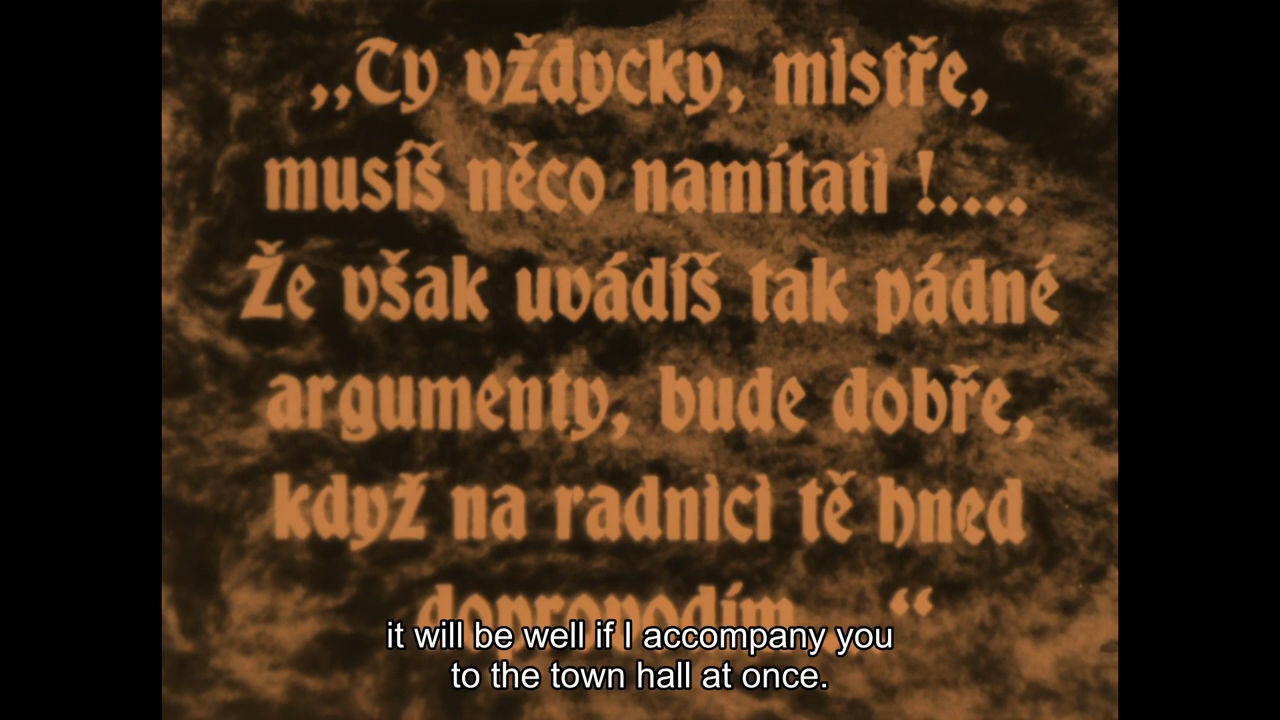 „Ty vždycky, mistře,
musíš něco namítati !.....
Že však uvádíš tak pádné
argumenty, bude dobře,
když na radnici tě hned
doprovodím... “
it will be well if I accompany you
to the town hall at once.